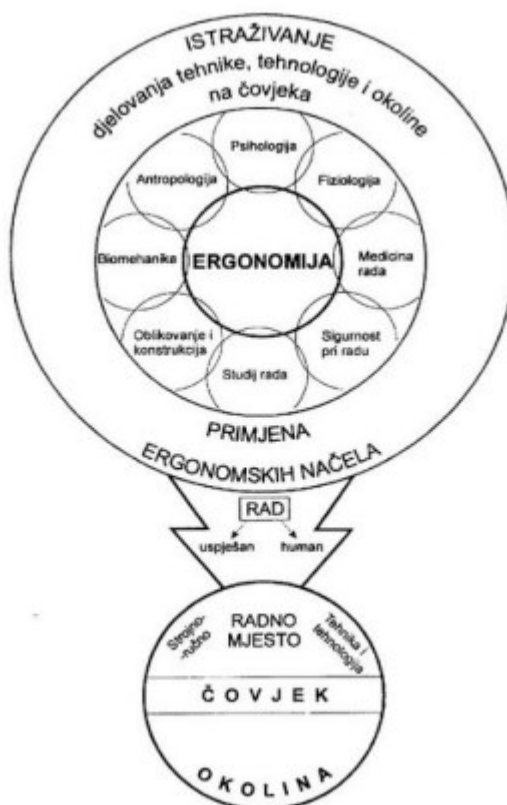 ISTRAŽIVANJE
djelovanja tehnike, tehnologije i okoline
na čovjeka
Psihologija
Antropologija
Fiziologija
Biomehanika
ERGONOMIJA
Medicina
rada
Oblikovanje i
konstrukcija
Sigurnost
pri radu
Studij rada
PRIMJENA
ERGONOMSKIH NAČELA
RAD
uspješan
human
Strojno-
-ručno
RADNO
MJESTO
Tehnika i
tehnologija
ČOVJEK
OKOLINA